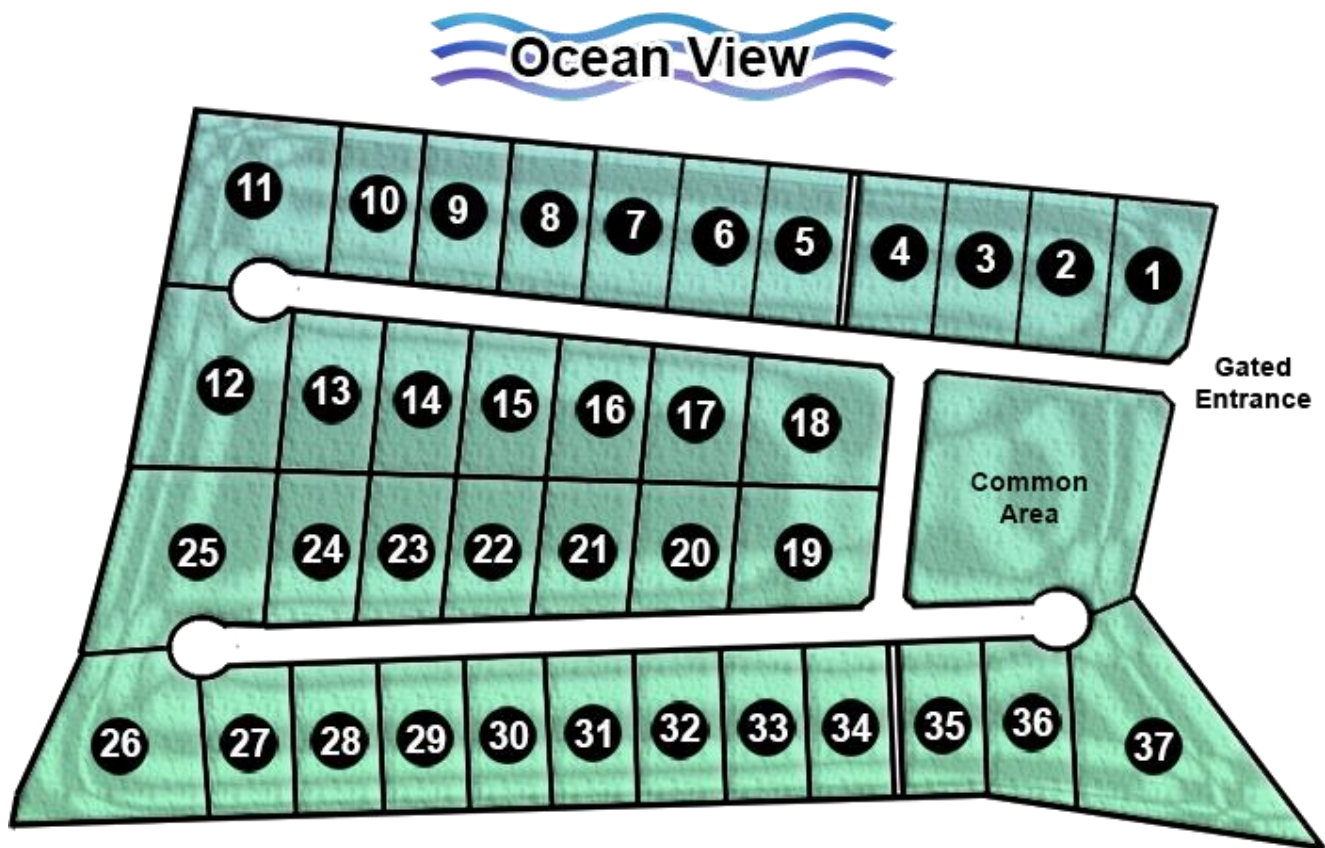 Ocean View
11 10 9 8 7 6 5 4 3 2 1
Gated
Entrance
12 13 14 15 16 17 18
Common
Area
25 24 23 22 21 20 19
26 27 28 29 30 31 32 33 34 35 36 37